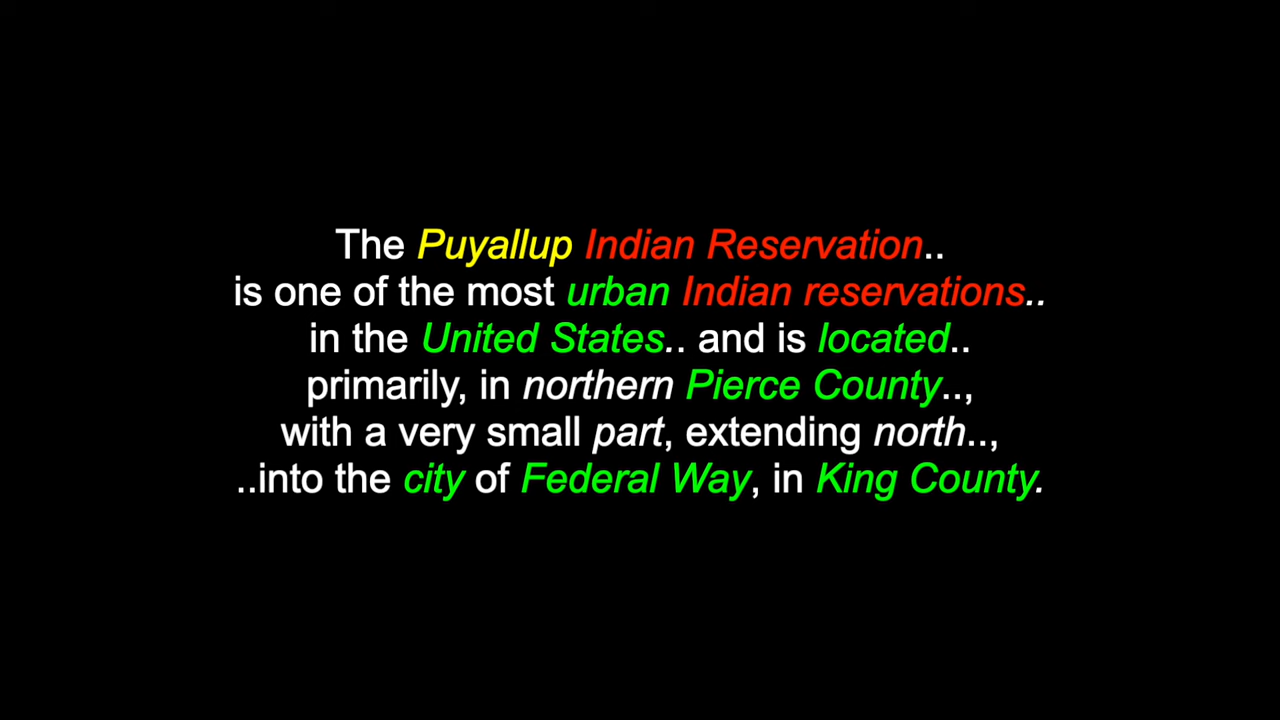 The Puyallup Indian Reservation..
is one of the most urban Indian reservations..
in the United States.. and is located..
primarily, in northern Pierce County..,
with a very small part, extending north..,
..into the city of Federal Way, in King County.